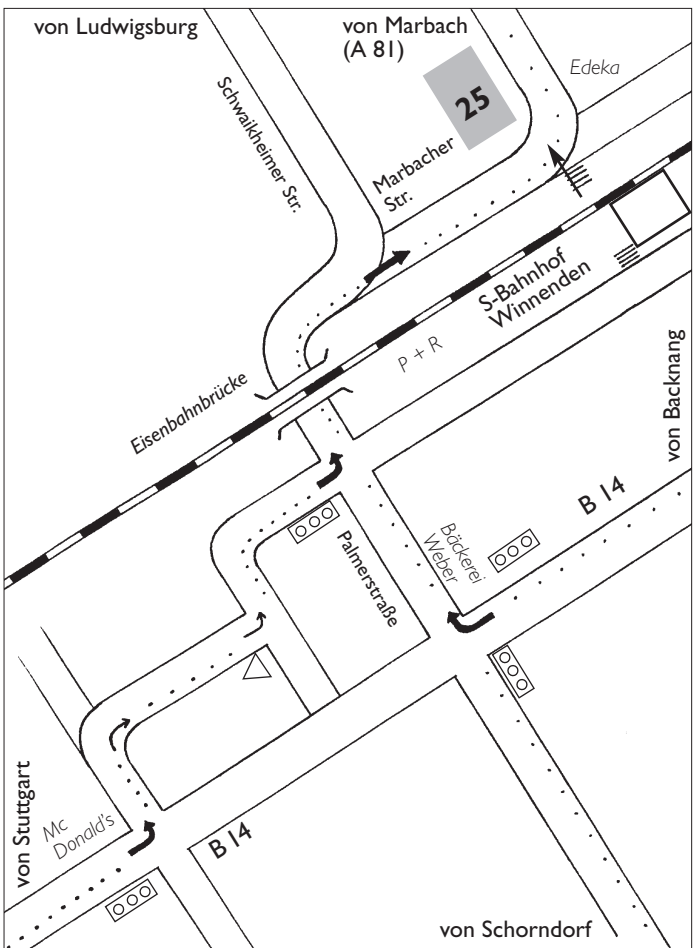 von Ludwigsburg
von Marbach
(A 81)
Edeka
Schwaikheimer Str.
25
Marbacher
Str.
S-Bahnhof
Winnenden
P + R
Eisenbahnbrücke
von Backnang
B 14
Bäckerei
Weber
Palmerstraße
von Stuttgart
Mc
Donald's
B 14
von Schorndorf